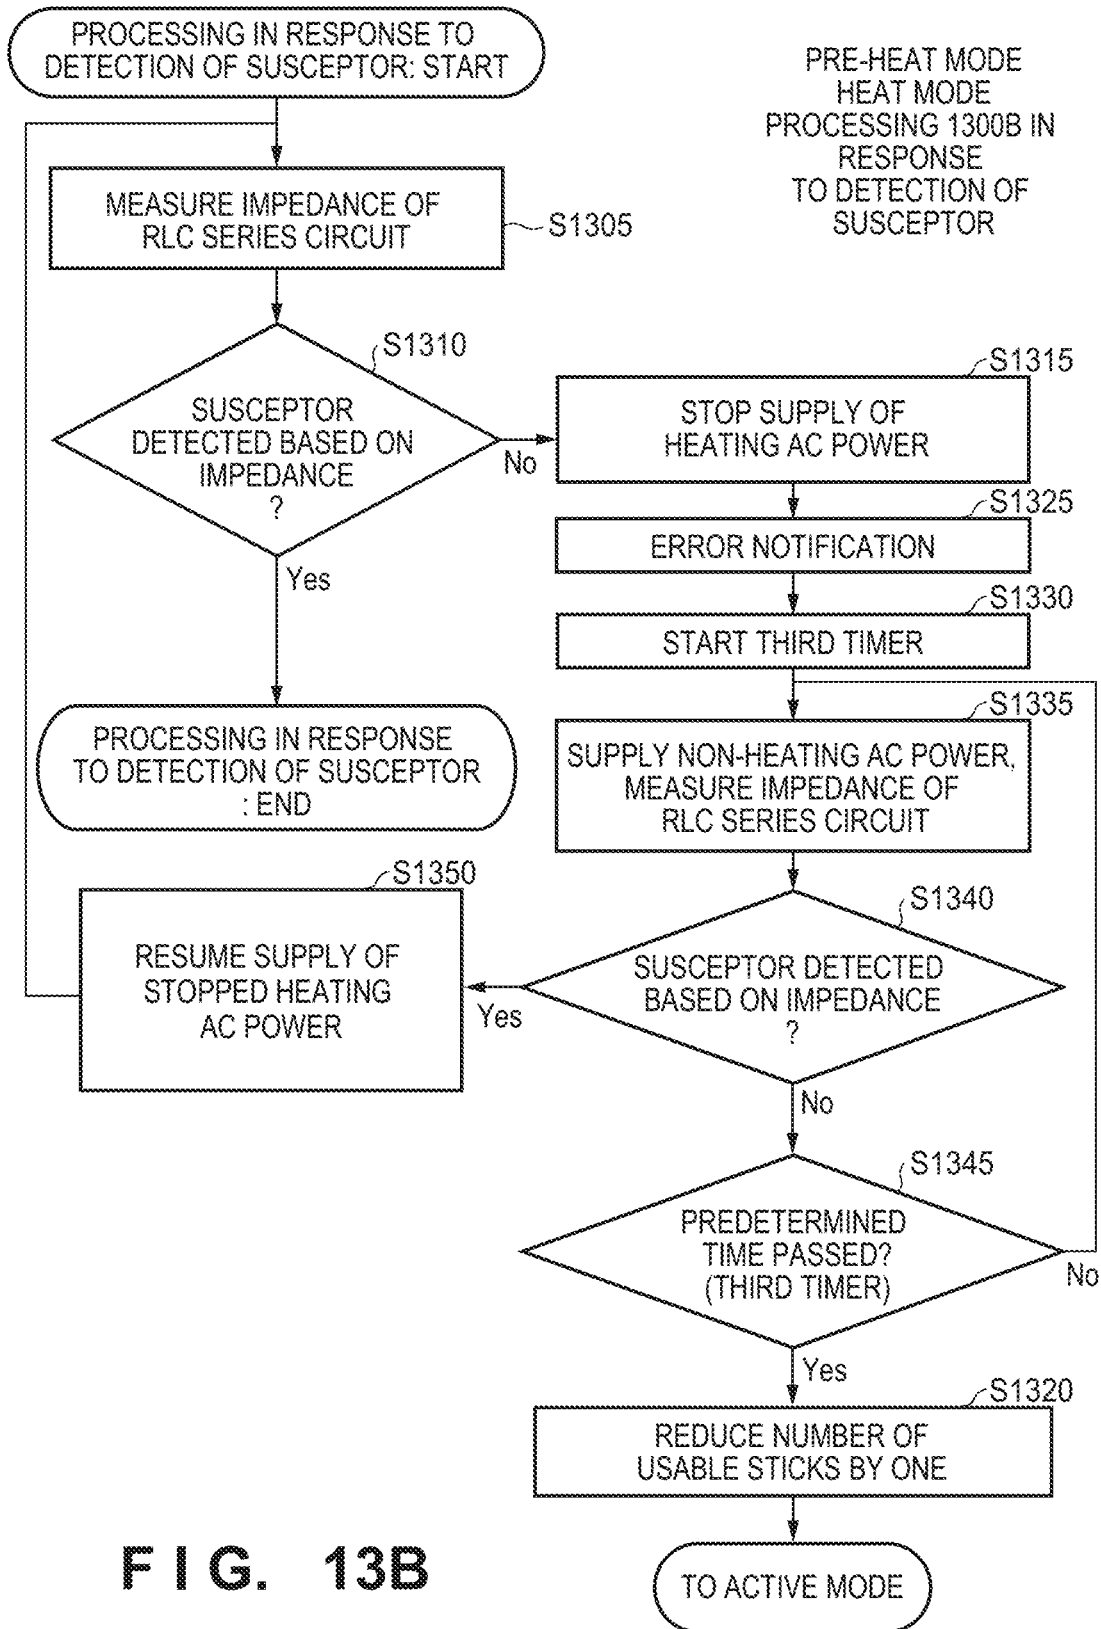 PROCESSING IN RESPONSE TO
DETECTION OF SUSCEPTOR: START
PRE-HEAT MODE
HEAT MODE
PROCESSING 1300B IN
RESPONSE
TO DETECTION OF
SUSCEPTOR
MEASURE IMPEDANCE OF
RLC SERIES CIRCUIT
S1305
S1310
SUSCEPTOR
DETECTED BASED ON
IMPEDANCE
?
No
Yes
S1315
STOP SUPPLY OF
HEATING AC POWER
S1325
ERROR NOTIFICATION
S1330
START THIRD TIMER
PROCESSING IN RESPONSE
TO DETECTION OF SUSCEPTOR
: END
S1335
SUPPLY NON-HEATING AC POWER,
MEASURE IMPEDANCE OF
RLC SERIES CIRCUIT
S1350
RESUME SUPPLY OF
STOPPED HEATING
AC POWER
S1340
SUSCEPTOR DETECTED
BASED ON IMPEDANCE
?
Yes
No
S1345
PREDETERMINED
TIME PASSED?
(THIRD TIMER)
No
Yes
S1320
REDUCE NUMBER OF
USABLE STICKS BY ONE
TO ACTIVE MODE
FIG. 13B